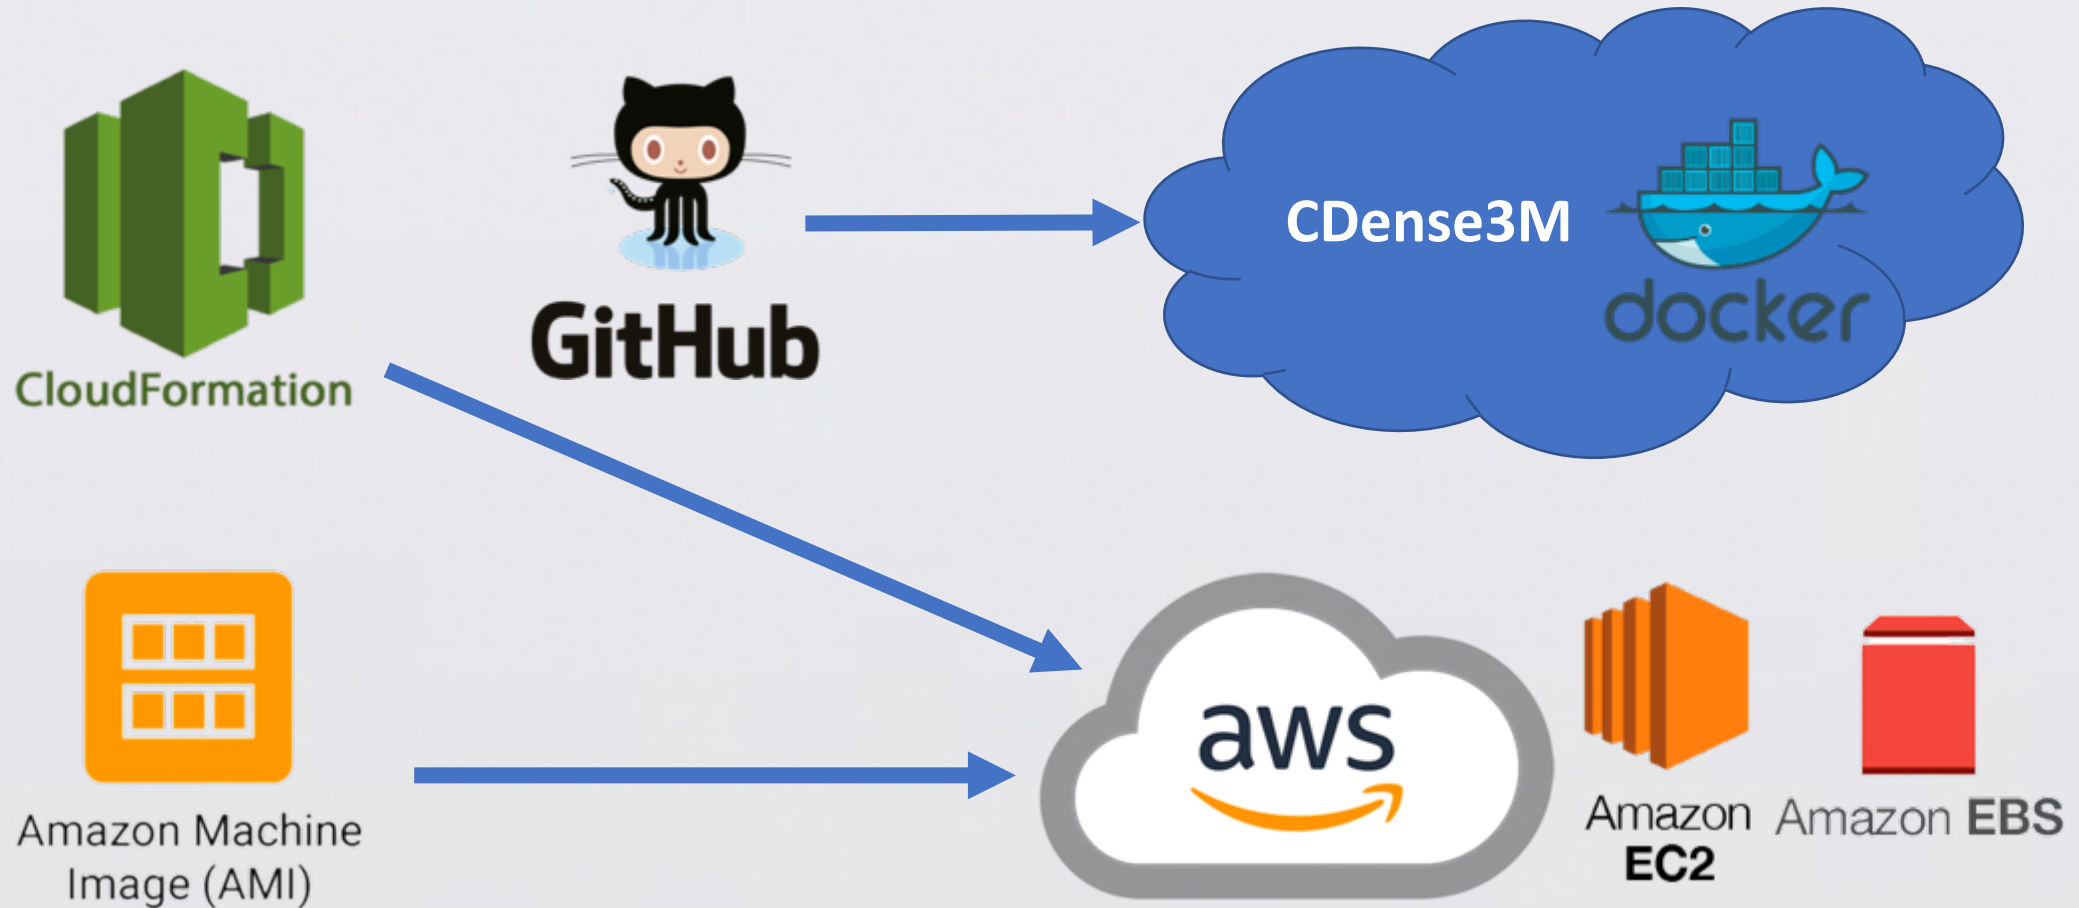 CloudFormation
GitHub
CDense3M
docker
Amazon Machine
Image (AMI)
aws
Amazon
EC2
Amazon EBS